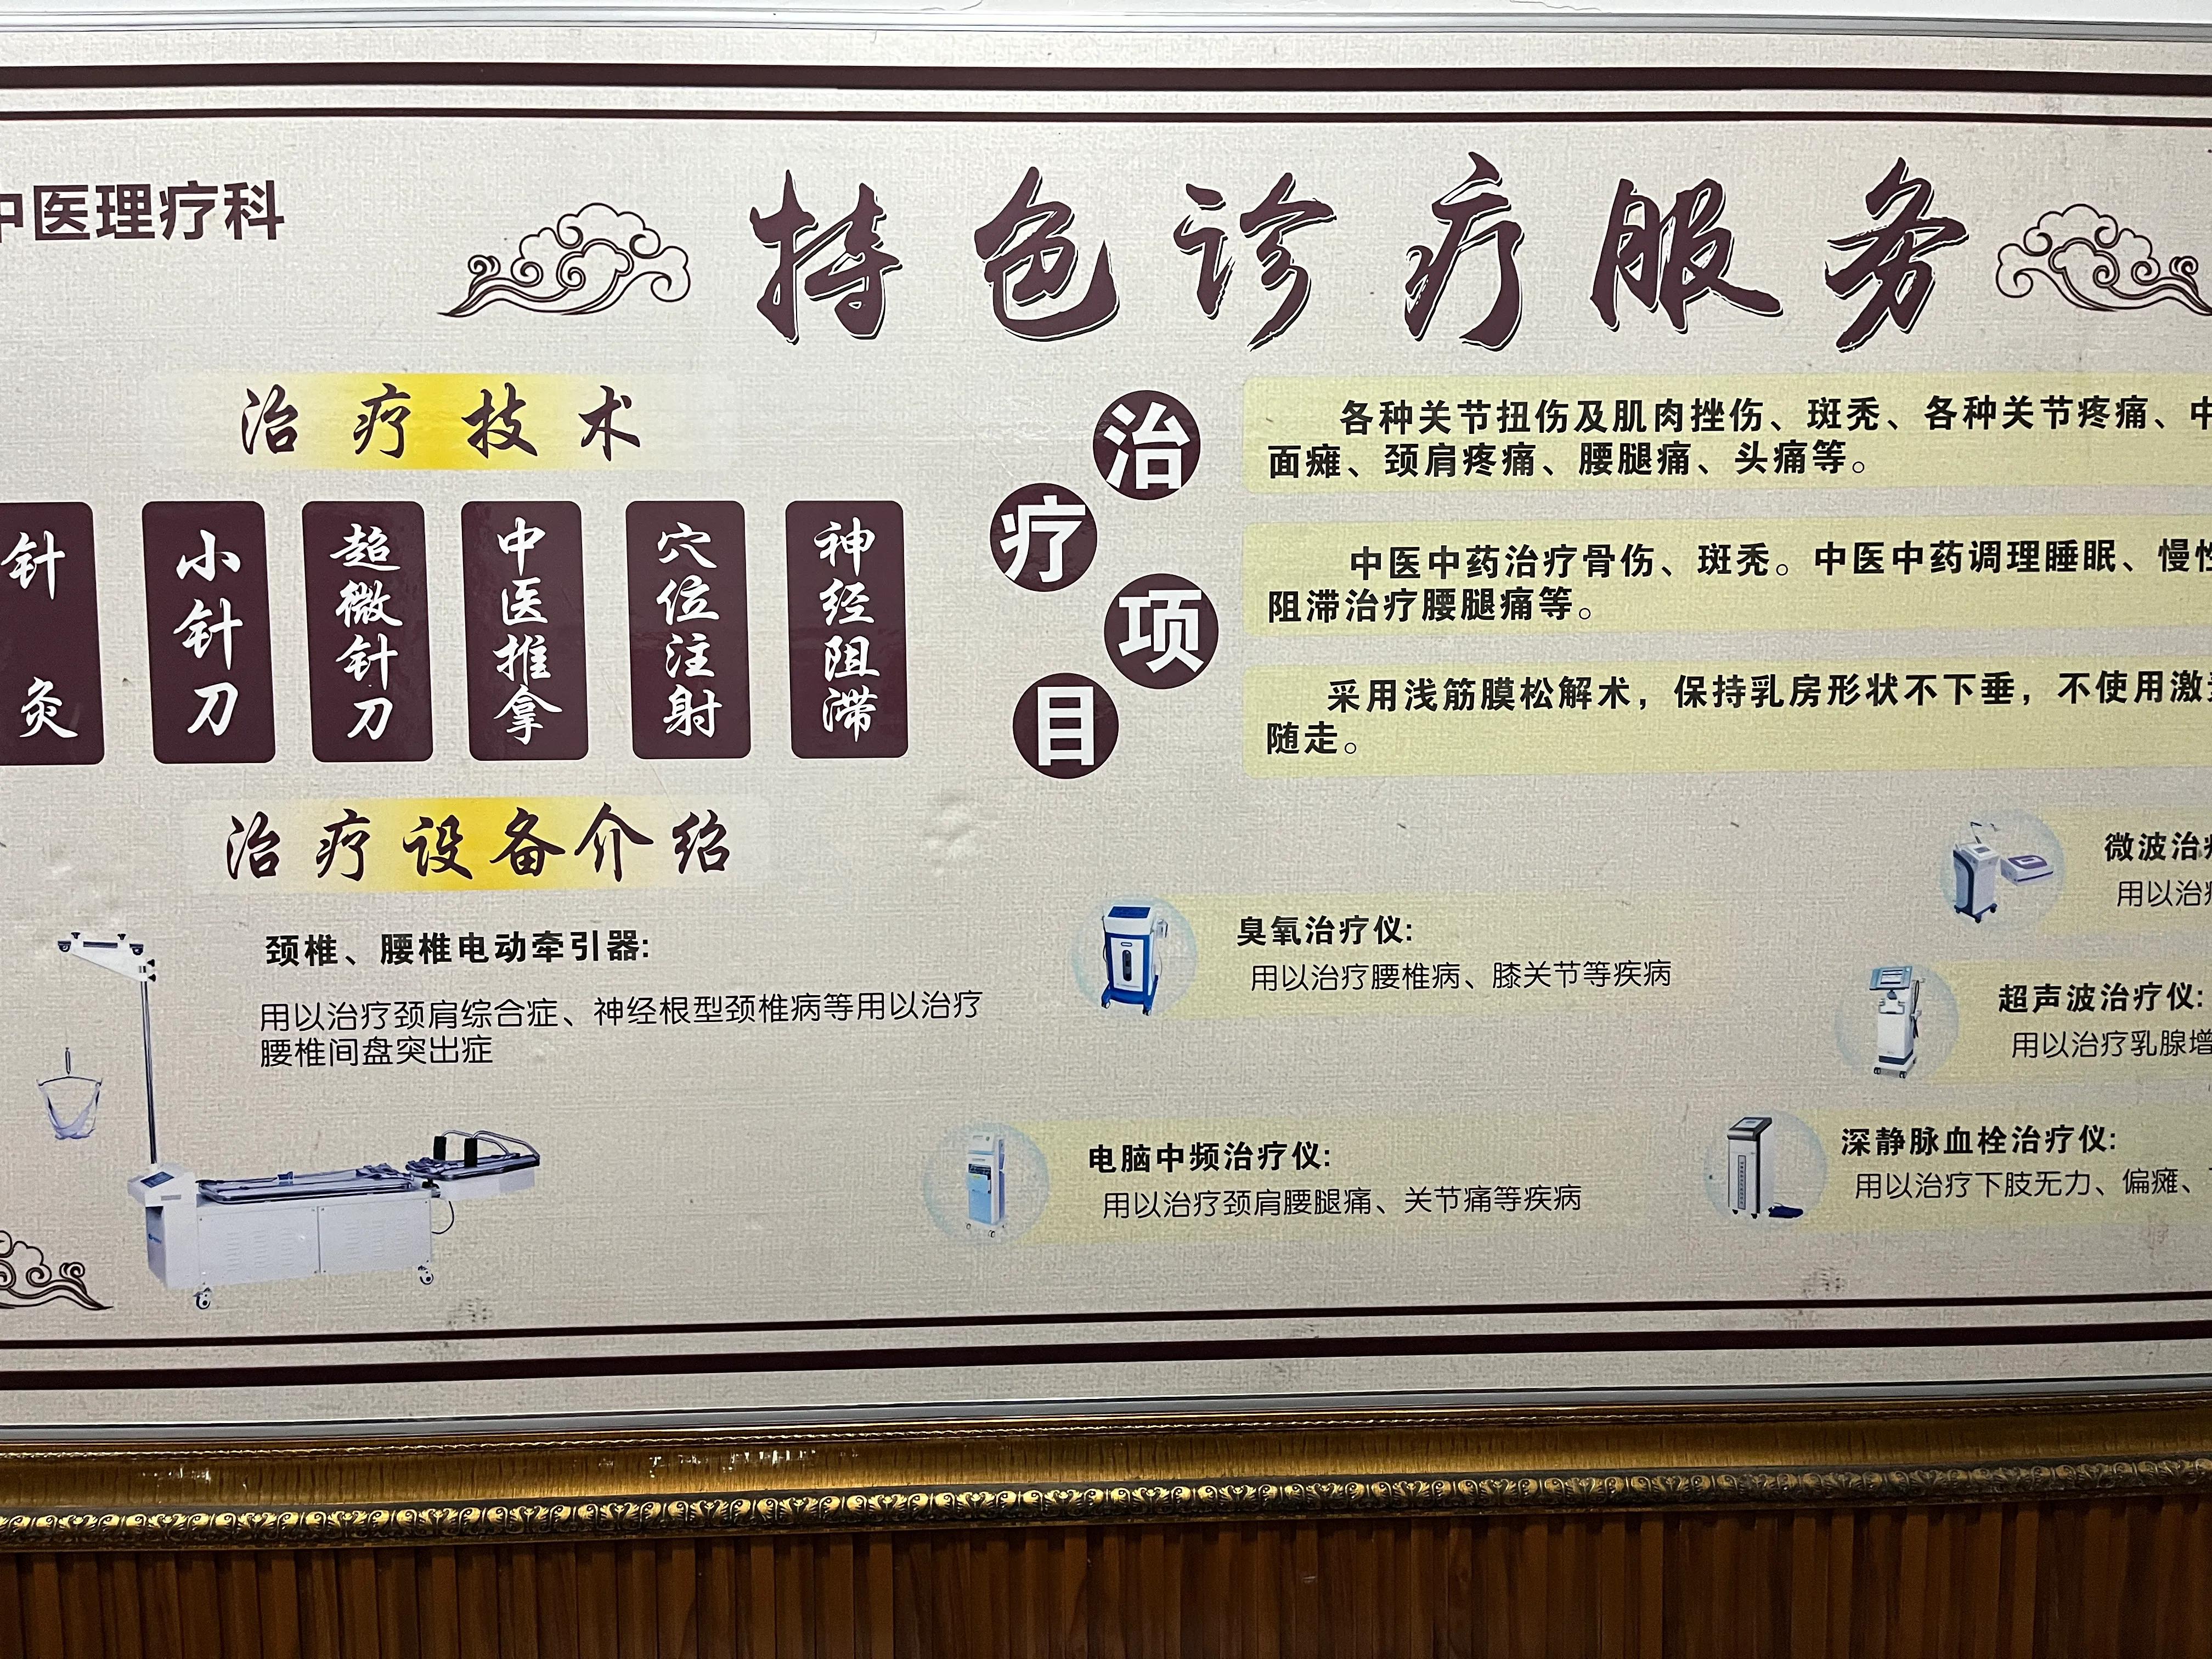 中医理疗科
特色诊疗服务
治疗技术
针灸
小针刀
超微针刀
中医推拿
穴位注射
神经阻滞
治疗项目
各种关节扭伤及肌肉挫伤、斑秃、各种关节疼痛、中
面瘫、颈肩疼痛、腰腿痛、头痛等。
中医中药治疗骨伤、斑秃。中医中药调理睡眠、慢性
阻滞治疗腰腿痛等。
采用浅筋膜松解术，保持乳房形状不下垂，不使用激
随走。
治疗设备介绍
颈椎、腰椎电动牵引器:
用以治疗颈肩综合症、神经根型颈椎病等用以治疗
腰椎间盘突出症
臭氧治疗仪:
用以治疗腰椎病、膝关节等疾病
电脑中频治疗仪:
用以治疗颈肩腰腿痛、关节痛等疾病
微波治疗
用以治疗
超声波治疗仪:
用以治疗乳腺增
深静脉血栓治疗仪:
用以治疗下肢无力、偏瘫、